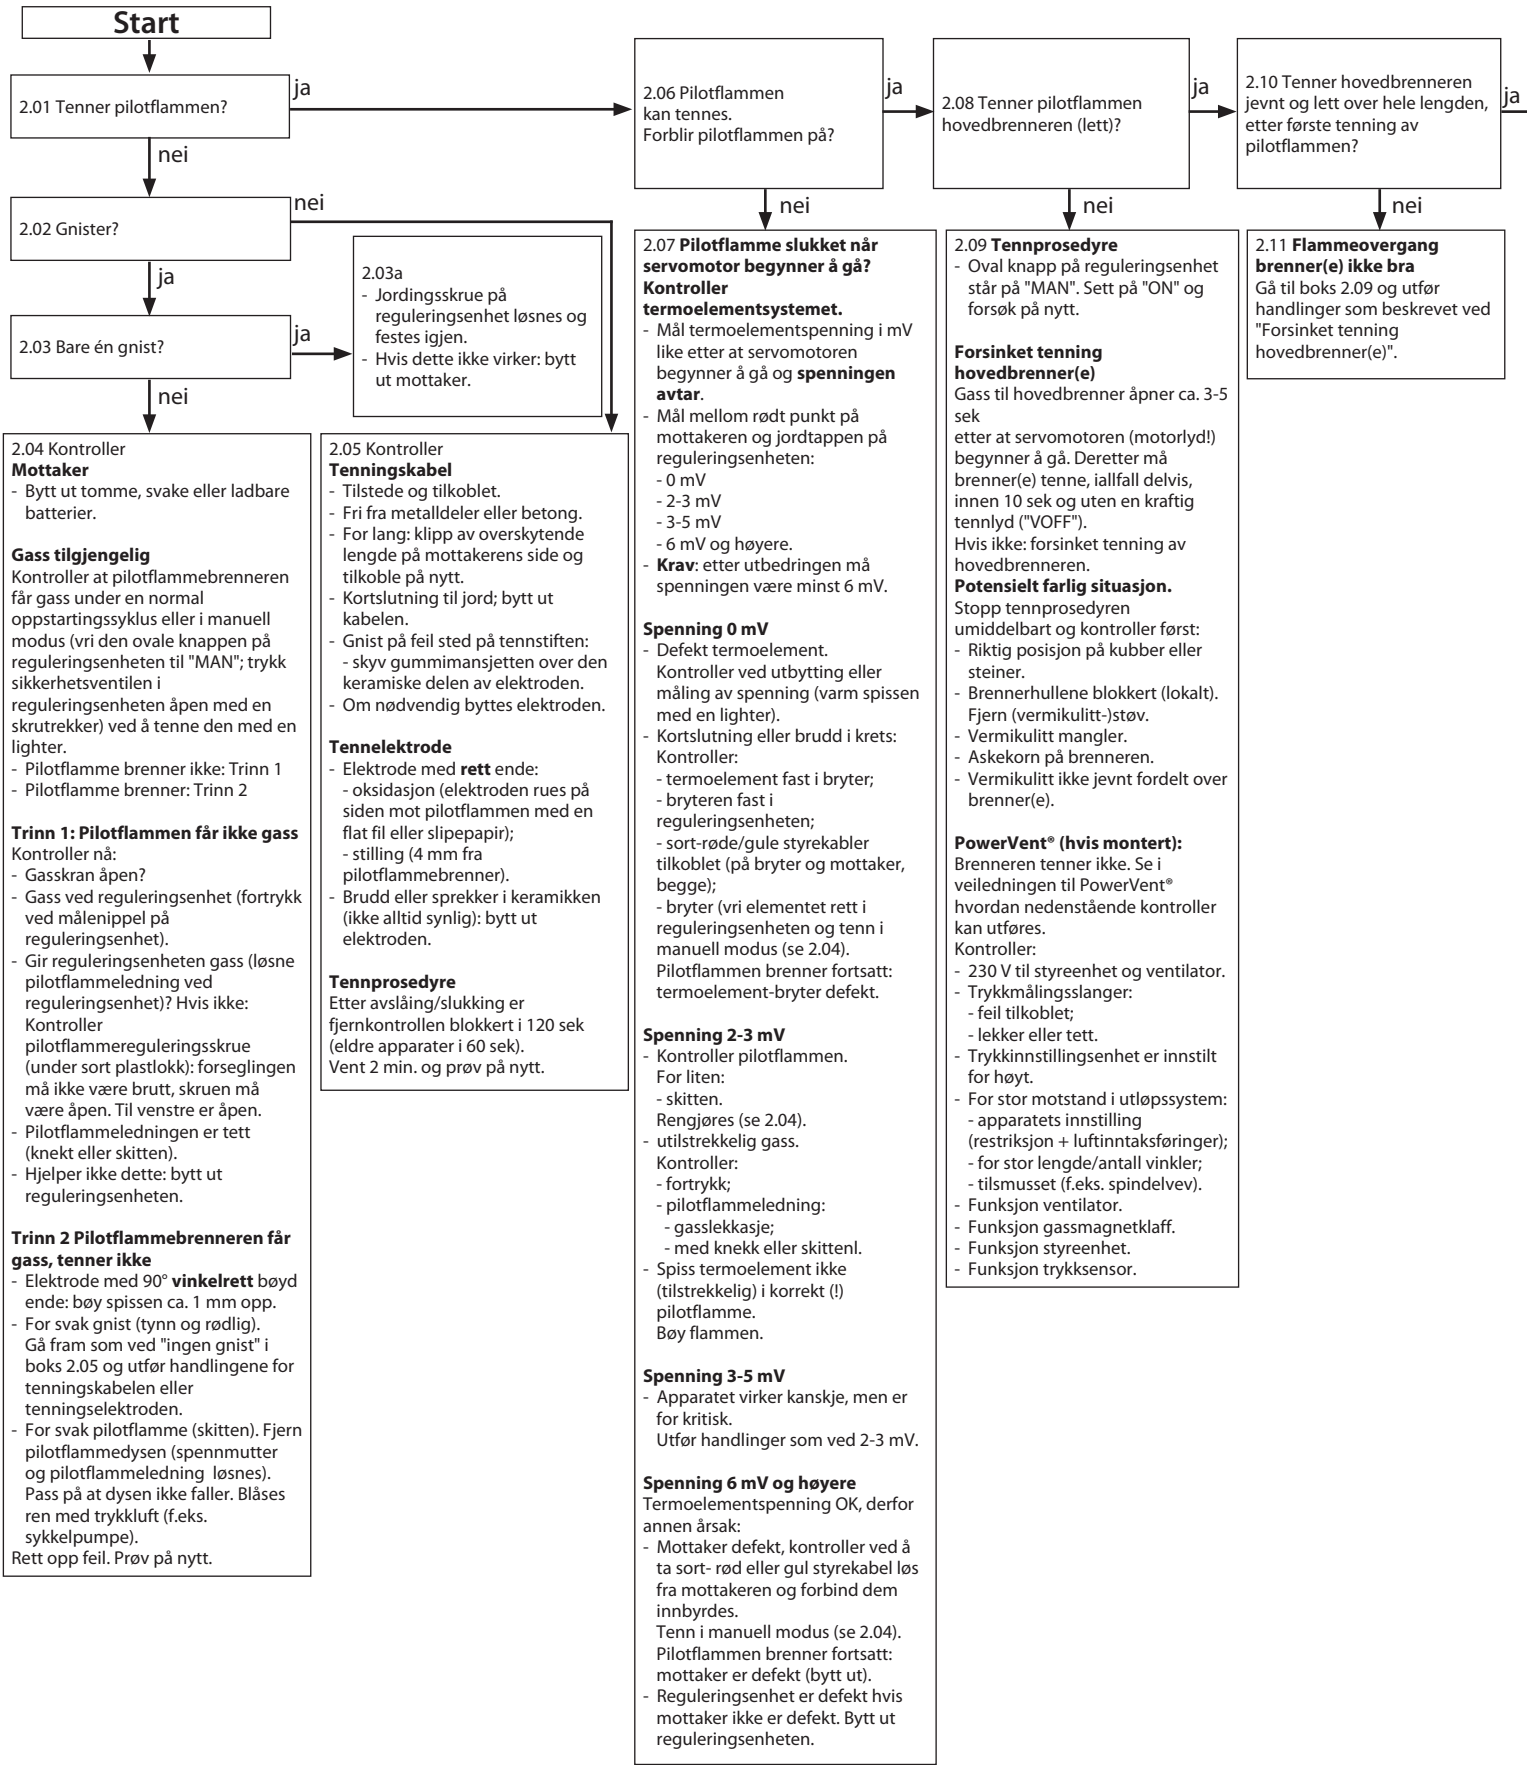 Start
2.01 Tenner pilotflammen?
ja
nei
2.02 Gnister?
nei
ja
2.03 Bare én gnist?
ja
nei
2.03a
- Jordingsskrue på
reguleringsenhet løsnes og
festes igjen.
- Hvis dette ikke virker: bytt
ut mottaker.
2.04 Kontroller
Mottaker
- Bytt ut tomme, svake eller ladbare
batterier.
Gass tilgjengelig
Kontroller at pilotflammebrenneren
får gass under en normal
oppstartingssyklus eller i manuell
modus (vri den ovale knappen på
reguleringsenheten til "MAN"; trykk
sikkerhetsventilen i
reguleringsenheten åpen med en
skrutrekker) ved å tenne den med en
lighter.
- Pilotflamme brenner ikke: Trinn 1
- Pilotflamme brenner: Trinn 2
Trinn 1: Pilotflammen får ikke gass
Kontroller nå:
- Gasskran åpen?
- Gass ved reguleringsenhet (fortrykk
ved målenippel på
reguleringsenhet).
- Gir reguleringsenheten gass (løsne
pilotflammeledning ved
reguleringsenhet)? Hvis ikke:
Kontroller
pilotflammereguleringsskrue
(under sort plastlokk): forseglingen
må ikke være brutt, skruen må
være åpen. Til venstre er åpen.
- Pilotflammeledningen er tett
(knekt eller skitten).
- Hjelper ikke dette: bytt ut
reguleringsenheten.
Trinn 2 Pilotflammebrenneren får
gass, tenner ikke
- Elektrode med 90° vinkelrett bøyd
ende: bøy spissen ca. 1 mm opp.
- For svak gnist (tynn og rødlig).
Gå fram som ved "ingen gnist" i
boks 2.05 og utfør handlingene for
tenningskabelen eller
tenningselektroden.
- For svak pilotflamme (skitten). Fjern
pilotflammedysen (spennmutter
og pilotflammeledning løsnes).
Pass på at dysen ikke faller. Blåses
ren med trykkluft (f.eks.
sykkelpumpe).
Rett opp feil. Prøv på nytt.
2.05 Kontroller
Tenningskabel
- Tilstede og tilkoblet.
- Fri fra metalldeler eller betong.
- For lang: klipp av overskytende
lengde på mottakerens side og
tilkoble på nytt.
- Kortslutning til jord; bytt ut
kabelen.
- Gnist på feil sted på tennstiften:
- skyv gummimansjetten over den
keramiske delen av elektroden.
- Om nødvendig byttes elektroden.
Tennelektrode
- Elektrode med rett ende:
- oksidasjon (elektroden rues på
siden mot pilotflammen med en
flat fil eller slipepapir);
- stilling (4 mm fra
pilotflammebrenner).
- Brudd eller sprekker i keramikken
(ikke alltid synlig): bytt ut
elektroden.
Tennprosedyre
Etter avslåing/slukking er
fjernkontrollen blokkert i 120 sek
(eldre apparater i 60 sek).
Vent 2 min. og prøv på nytt.
2.06 Pilotflammen
kan tennes.
Forblir pilotflammen på?
ja
nei
2.07 Pilotflamme slukket når
servomotor begynner å gå?
Kontroller
termoelementsystemet.
- Mål termoelementspenning i mV
like etter at servomotoren
begynner å gå og spenningen
avtar.
- Mål mellom rødt punkt på
mottakeren og jordtappen på
reguleringsenheten:
- 0 mV
- 2-3 mV
- 3-5 mV
- 6 mV og høyere.
- Krav: etter utbedringen må
spenningen være minst 6 mV.
Spenning 0 mV
- Defekt termoelement.
Kontroller ved utbytting eller
måling av spenning (varm spissen
med en lighter).
- Kortslutning eller brudd i krets:
Kontroller:
- termoelement fast i bryter;
- bryteren fast i
reguleringsenheten;
- sort-røde/gule styrekabler
tilkoblet (på bryter og mottaker,
begge);
- bryter (vri elementet rett i
reguleringsenheten og tenn i
manuell modus (se 2.04).
Pilotflammen brenner fortsatt:
termoelement-bryter defekt.
Spenning 2-3 mV
- Kontroller pilotflammen.
For liten:
- skitten.
Rengjøres (se 2.04).
- utilstrekkelig gass.
Kontroller:
- fortrykk;
- pilotflammeledning:
- gasslekkasje;
- med knekk eller skittenl.
- Spiss termoelement ikke
(tilstrekkelig) i korrekt (!)
pilotflamme.
Bøy flammen.
Spenning 3-5 mV
- Apparatet virker kanskje, men er
for kritisk.
Utfør handlinger som ved 2-3 mV.
Spenning 6 mV og høyere
Termoelementspenning OK, derfor
annen årsak:
- Mottaker defekt, kontroller ved å
ta sort- rød eller gul styrekabel løs
fra mottakeren og forbind dem
innbyrdes.
Tenn i manuell modus (se 2.04).
Pilotflammen brenner fortsatt:
mottaker er defekt (bytt ut).
- Reguleringsenhet er defekt hvis
mottaker ikke er defekt. Bytt ut
reguleringsenheten.
2.08 Tenner pilotflammen
hovedbrenneren (lett)?
ja
nei
2.09 Tennprosedyre
- Oval knapp på reguleringsenhet
står på "MAN". Sett på "ON" og
forsøk på nytt.
Forsinket tenning
hovedbrenner(e)
Gass til hovedbrenner åpner ca. 3-5
sek
etter at servomotoren (motorlyd!)
begynner å gå. Deretter må
brenner(e) tenne, iallfall delvis,
innen 10 sek og uten en kraftig
tennlyd ("VOFF").
Hvis ikke: forsinket tenning av
hovedbrenneren.
Potensielt farlig situasjon.
Stopp tennprosedyren
umiddelbart og kontroller først:
- Riktig posisjon på kubber eller
steiner.
- Brennerhullene blokkert (lokalt).
Fjern (vermikulitt-)støv.
- Vermikulitt mangler.
- Askekorn på brenneren.
- Vermikulitt ikke jevnt fordelt over
brenner(e).
PowerVent® (hvis montert):
Brenneren tenner ikke. Se i
veiledningen til PowerVent®
hvordan nedenstående kontroller
kan utføres.
Kontroller:
- 230 V til styreenhet og ventilator.
- Trykkmålingsslanger:
- feil tilkoblet;
- lekker eller tett.
- Trykkinnstillingsenhet er innstilt
for høyt.
- For stor motstand i utløpssystem:
- apparatets innstilling
(restriksjon + luftinntaksføringer);
- for stor lengde/antall vinkler;
- tilsmusset (f.eks. spindelvev).
- Funksjon ventilator.
- Funksjon gassmagnetklaff.
- Funksjon styreenhet.
- Funksjon trykksensor.
2.10 Tenner hovedbrenneren
jevnt og lett over hele lengden,
etter første tenning av
pilotflammen?
ja
nei
2.11 Flammeovergang
brenner(e) ikke bra
Gå til boks 2.09 og utfør
handlinger som beskrevet ved
"Forsinket tenning
hovedbrenner(e)".